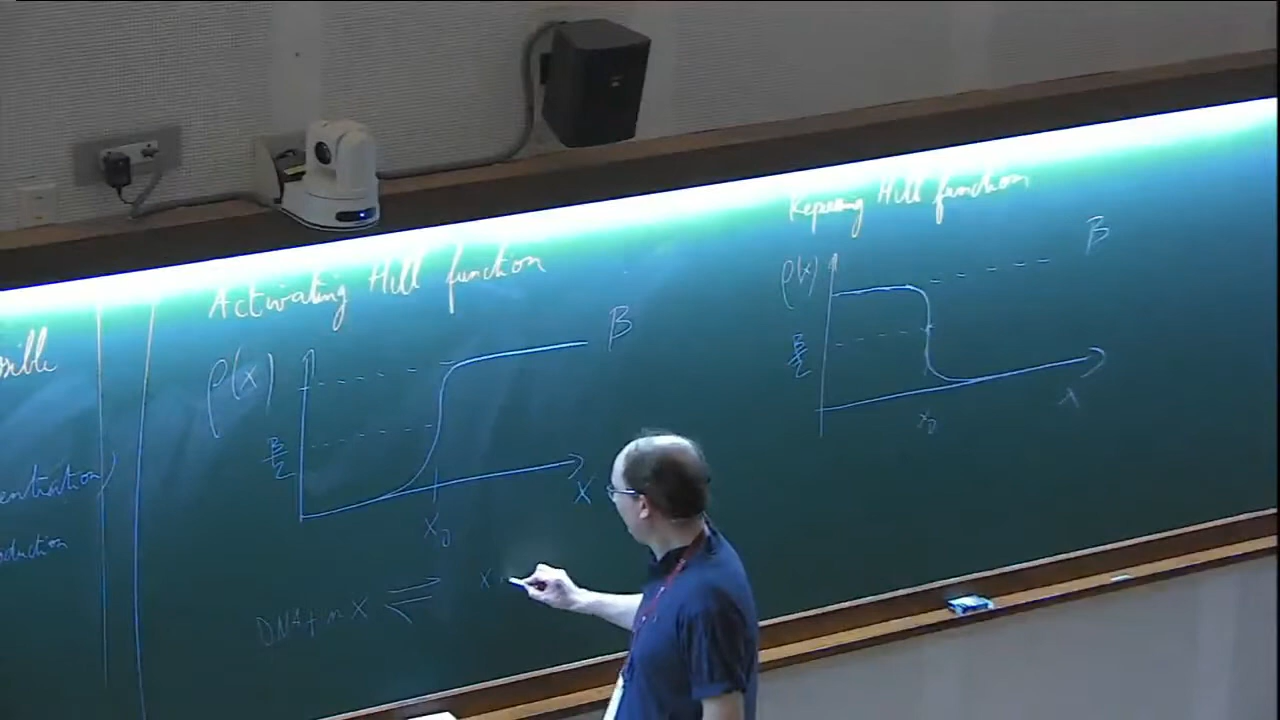 Activating Hill function
ρ(x)
β
β/2
x
x₀
DNA + n X ⇌ X
Repressing Hill function
ρ(x)
β
β/2
x₀
x